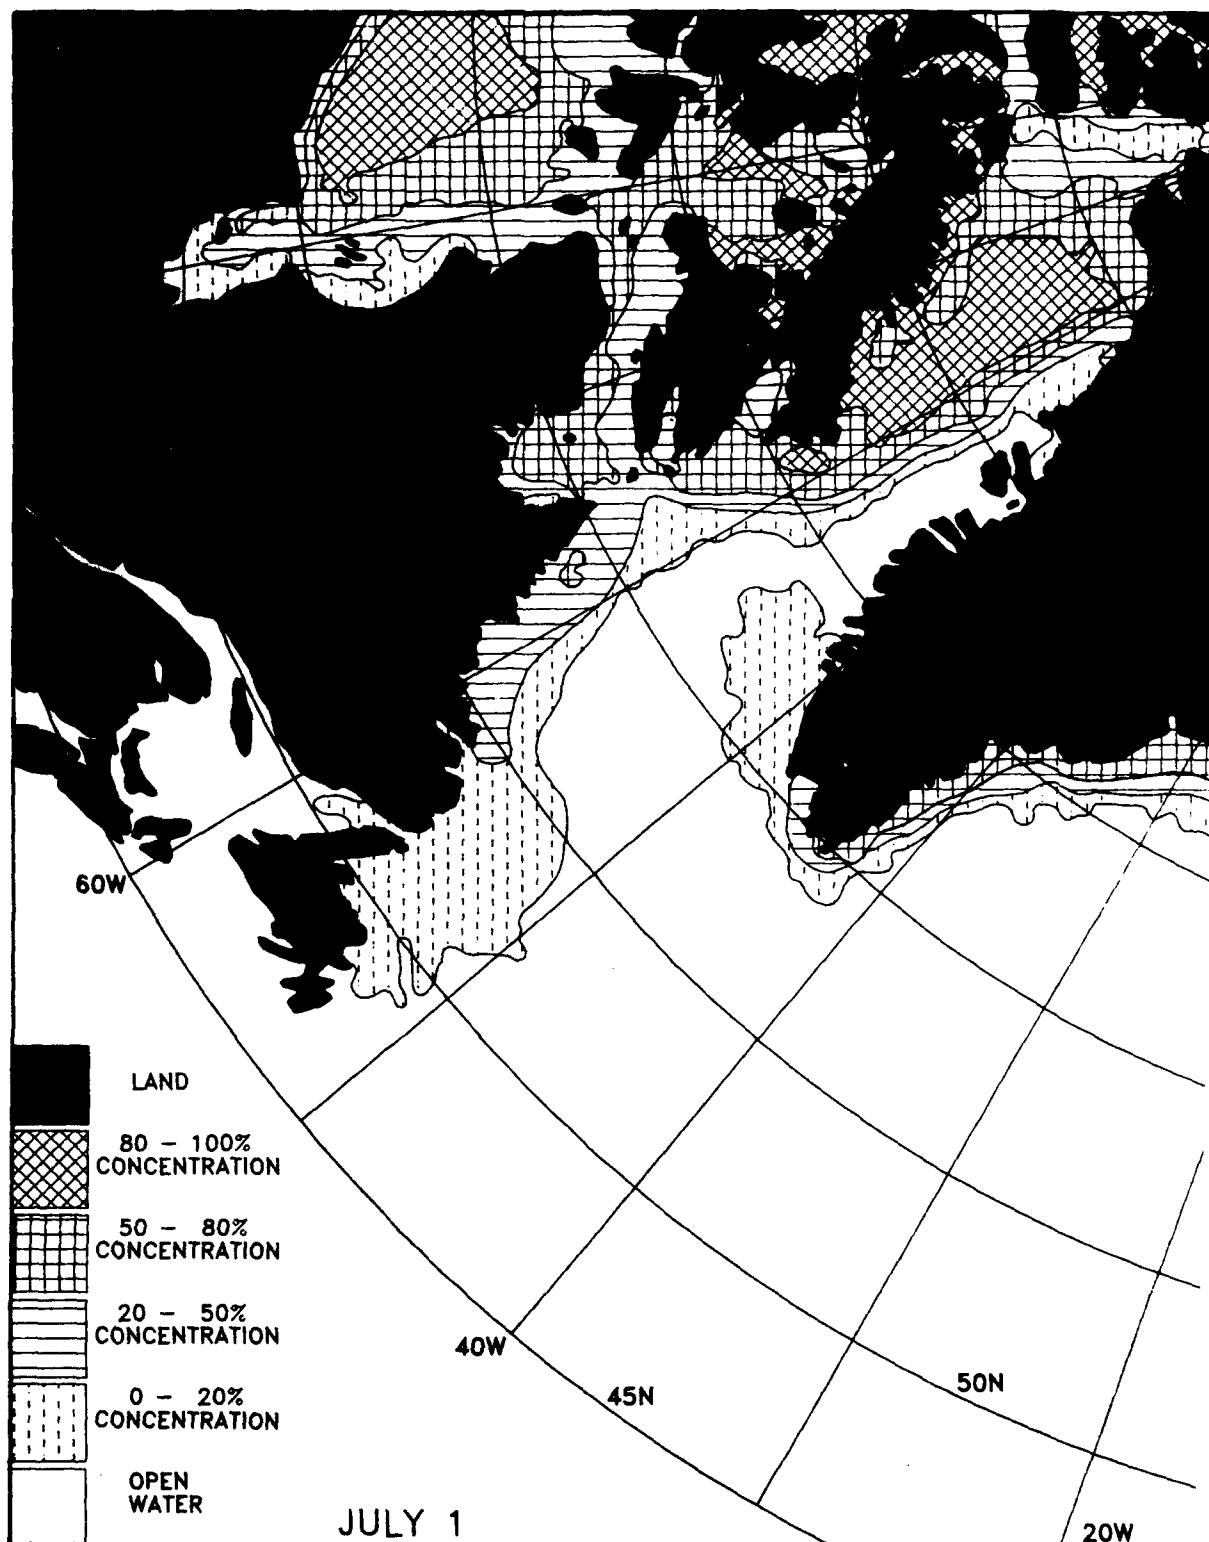 60W
LAND
80 – 100%
CONCENTRATION
50 – 80%
CONCENTRATION
20 – 50%
CONCENTRATION
0 – 20%
CONCENTRATION
OPEN
WATER
40W
45N
50N
20W
JULY 1